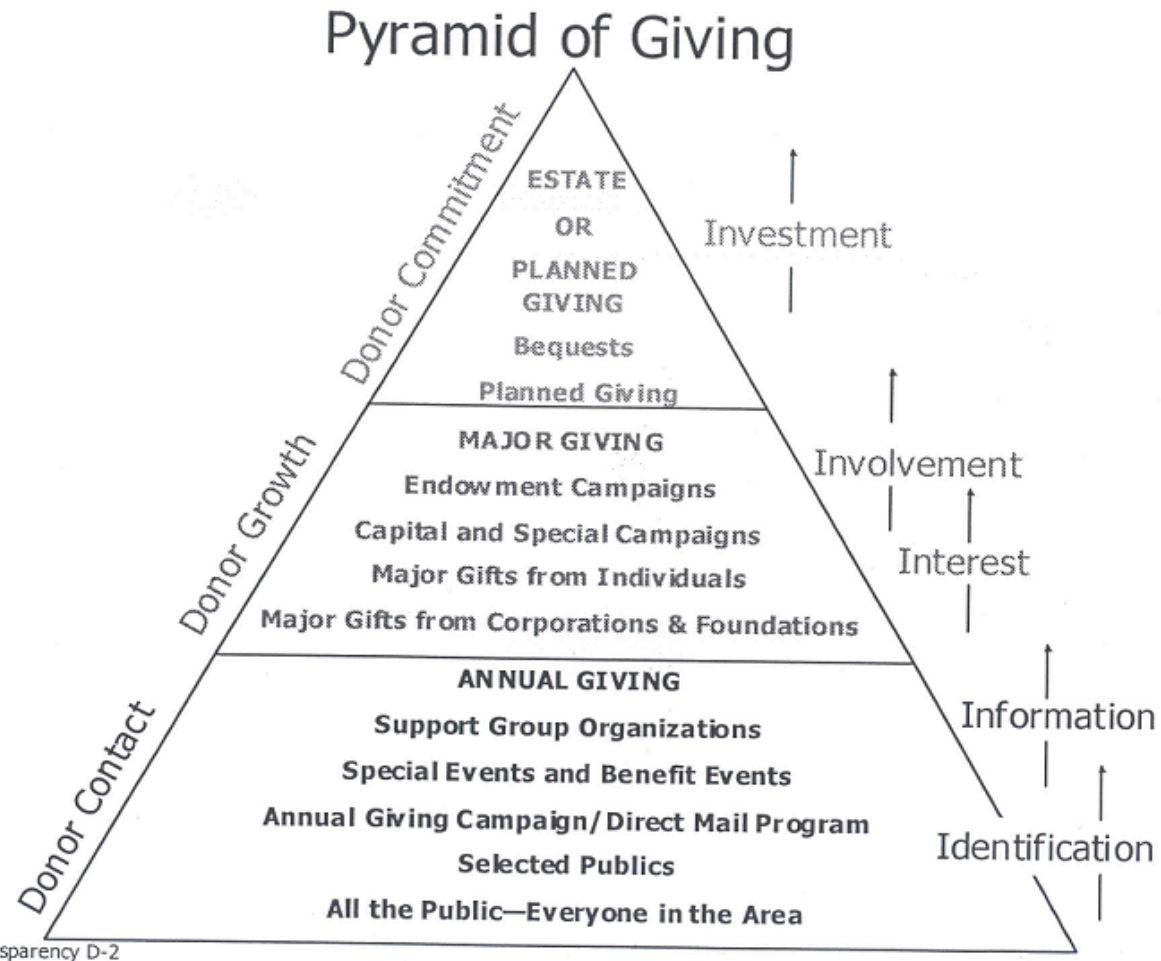 Pyramid of Giving
Donor Commitment
ESTATE
OR
PLANNED
GIVING
Bequests
Planned Giving
Investment
Donor Growth
MAJOR GIVING
Endowment Campaigns
Capital and Special Campaigns
Major Gifts from Individuals
Major Gifts from Corporations & Foundations
Involvement
Interest
Donor Contact
ANNUAL GIVING
Support Group Organizations
Special Events and Benefit Events
Annual Giving Campaign/Direct Mail Program
Selected Publics
All the Public—Everyone in the Area
Information
Identification
sparency D-2